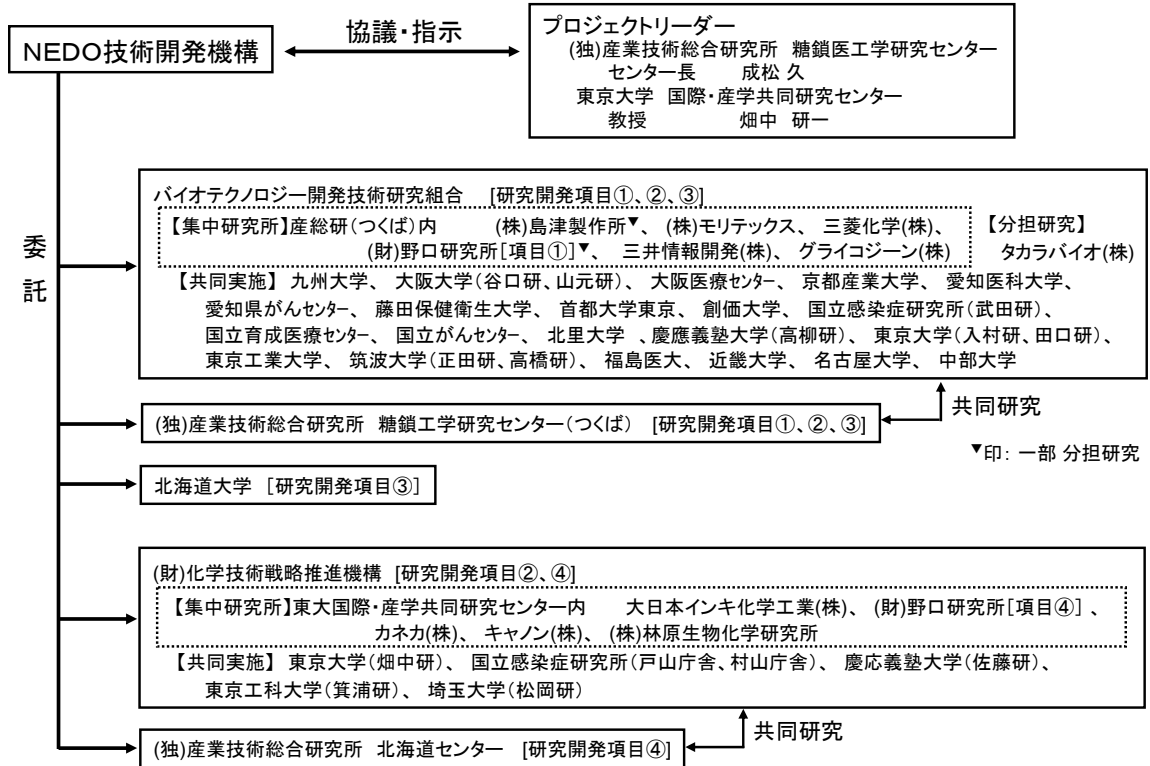 NEDO技術開発機構
協議・指示
プロジェクトリーダー
(独)産業技術総合研究所 糖鎖医工学研究センター
センター長 成松 久
東京大学 国際・産学共同研究センター
教授 畑中 研一
委託
バイオテクノロジー開発技術研究組合 [研究開発項目①、②、③]
【集中研究所】産総研(つくば)内 (株)島津製作所▼、(株)モリテックス、三菱化学(株)、
(財)野口研究所[項目①]▼、三井情報開発(株)、グライコジーン(株)
【分担研究】
タカラバイオ(株)
【共同実施】九州大学、大阪大学(谷口研、山元研)、大阪医療センター、京都産業大学、愛知医科大学、
愛知県がんセンター、藤田保健衛生大学、首都大学東京、創価大学、国立感染症研究所(武田研)、
国立育成医療センター、国立がんセンター、北里大学、慶應義塾大学(高柳研)、東京大学(入村研、田口研)、
東京工業大学、筑波大学(正田研、高橋研)、福島医大、近畿大学、名古屋大学、中部大学
共同研究
(独)産業技術総合研究所 糖鎖工学研究センター(つくば) [研究開発項目①、②、③]
▼印: 一部 分担研究
北海道大学 [研究開発項目③]
(財)化学技術戦略推進機構 [研究開発項目②、④]
【集中研究所】東大国際・産学共同研究センター内 大日本インキ化学工業(株)、(財)野口研究所[項目④]、
カネカ(株)、キャノン(株)、(株)林原生物化学研究所
【共同実施】東京大学(畑中研)、国立感染症研究所(戸山庁舎、村山庁舎)、慶応義塾大学(佐藤研)、
東京工科大学(箕浦研)、埼玉大学(松岡研)
共同研究
(独)産業技術総合研究所 北海道センター [研究開発項目④]